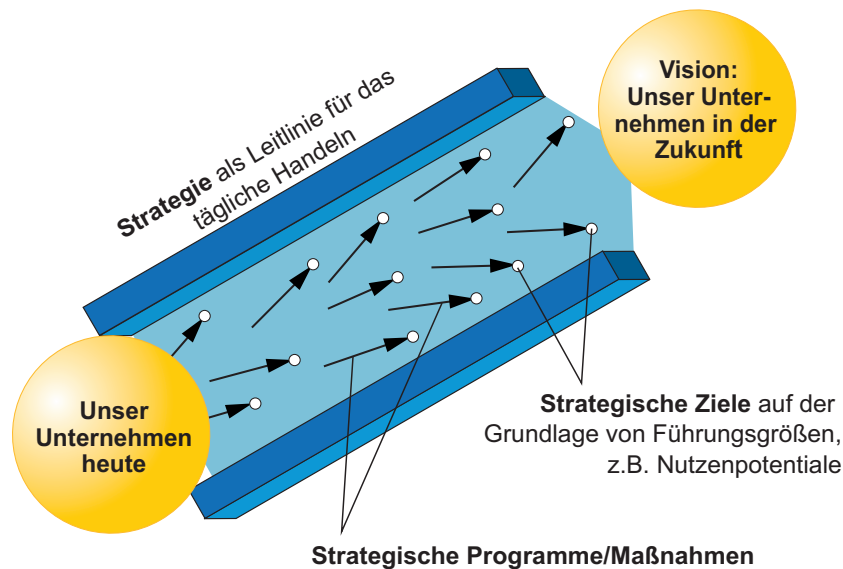 Vision:
Unser Unter-
nehmen in der
Zukunft
Strategie als Leitlinie für das
tägliche Handeln
Unser
Unternehmen
heute
Strategische Ziele auf der
Grundlage von Führungsgrößen,
z.B. Nutzenpotentiale
Strategische Programme/Maßnahmen